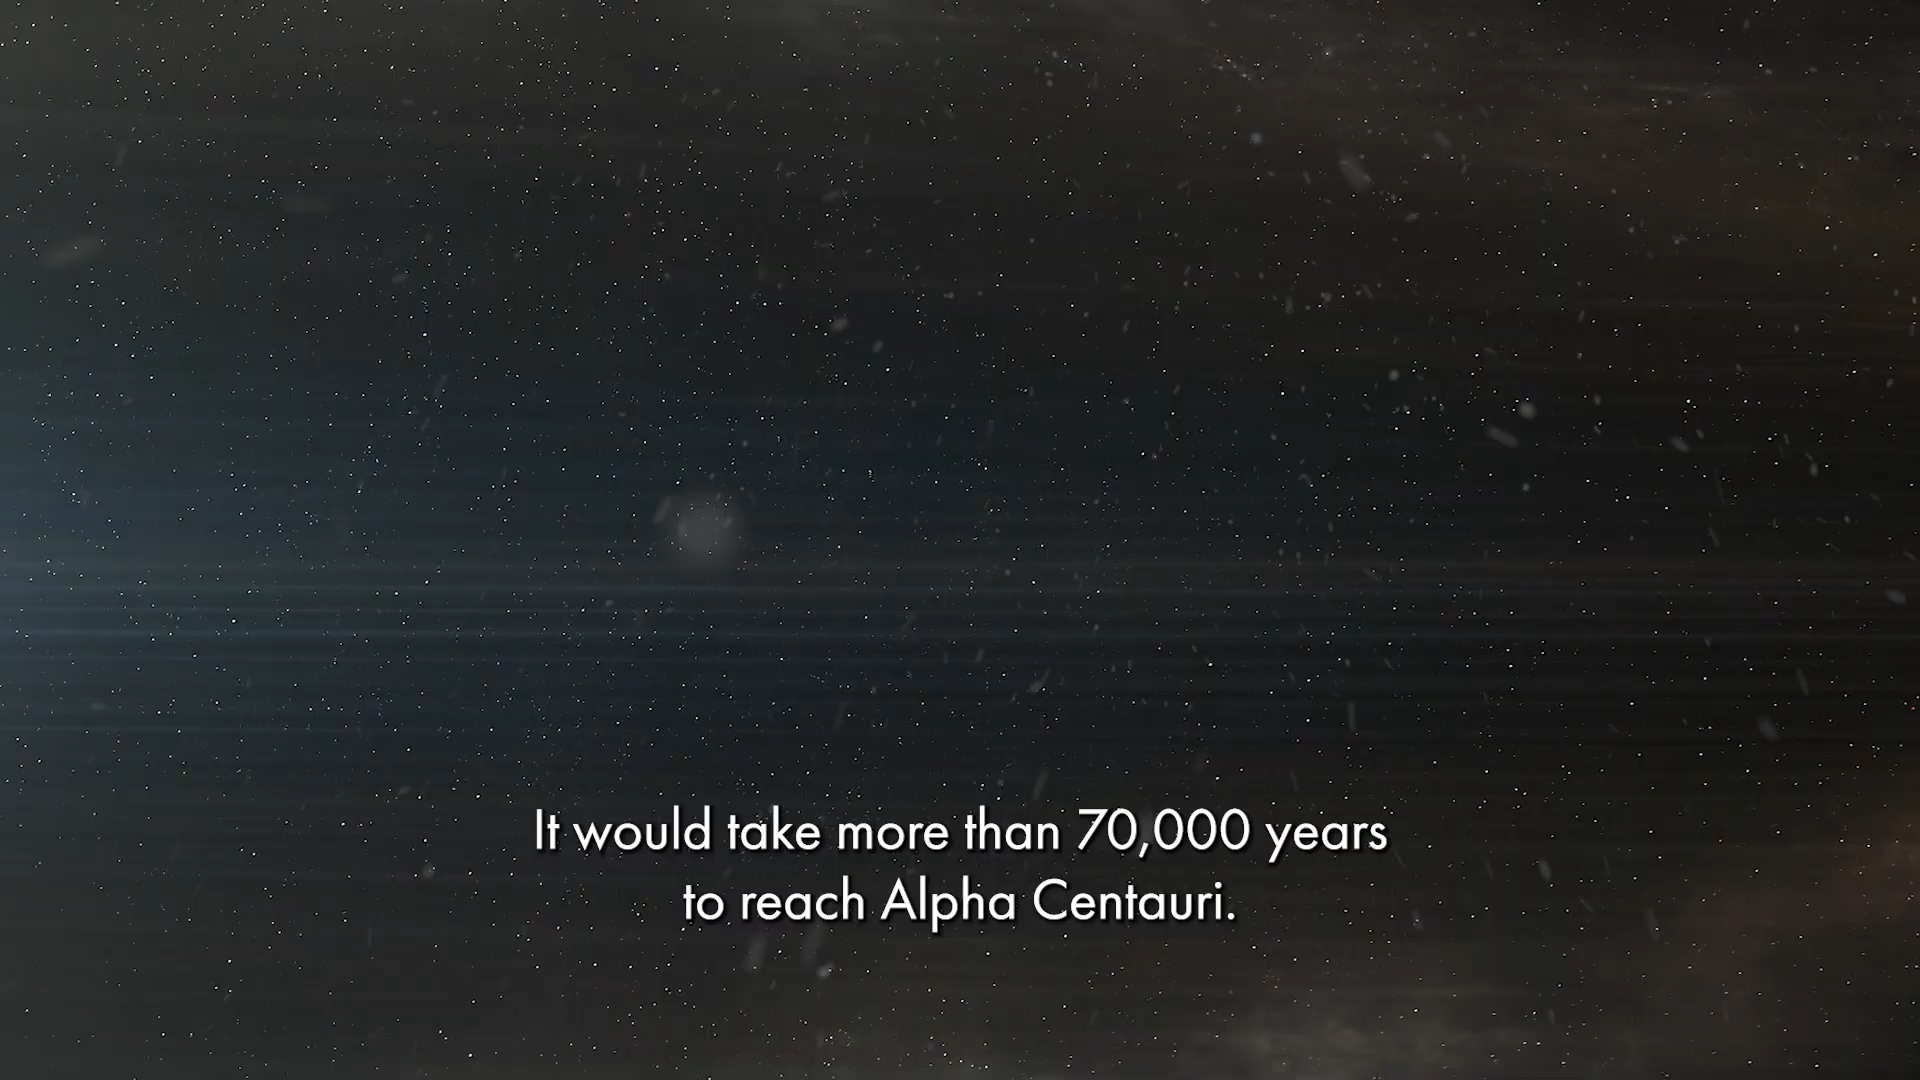 It would take more than 70,000 years
to reach Alpha Centauri.